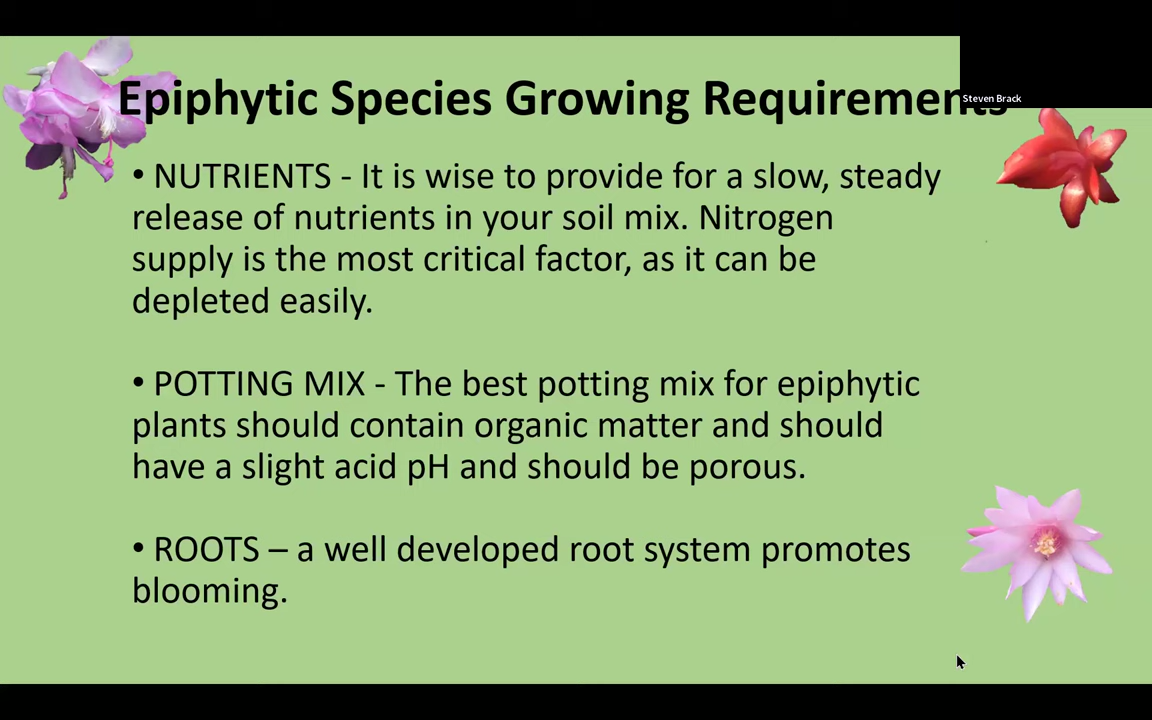 Epiphytic Species Growing Requirements
Steven Brack
• NUTRIENTS - It is wise to provide for a slow, steady
release of nutrients in your soil mix. Nitrogen
supply is the most critical factor, as it can be
depleted easily.
• POTTING MIX - The best potting mix for epiphytic
plants should contain organic matter and should
have a slight acid pH and should be porous.
• ROOTS – a well developed root system promotes
blooming.